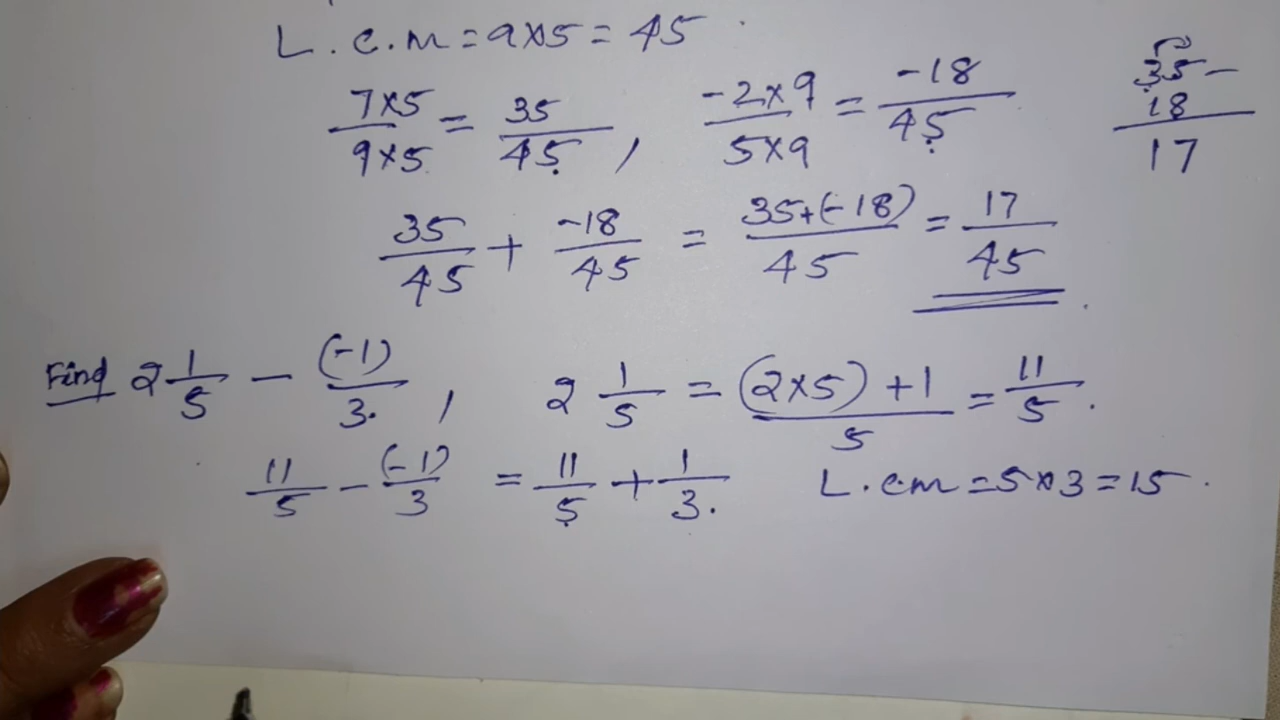 L.C.M = 9×5 = 45
7×5/9×5 = 35/45 , -2×9/5×9 = -18/45
35 -
18
17
35/45 + -18/45 = 35+(-18)/45 = 17/45
Find 2 1/5 - (-1)/3 , 2 1/5 = (2×5)+1/5 = 11/5 .
11/5 - (-1)/3 = 11/5 + 1/3 . L.C.M = 5×3 = 15 .